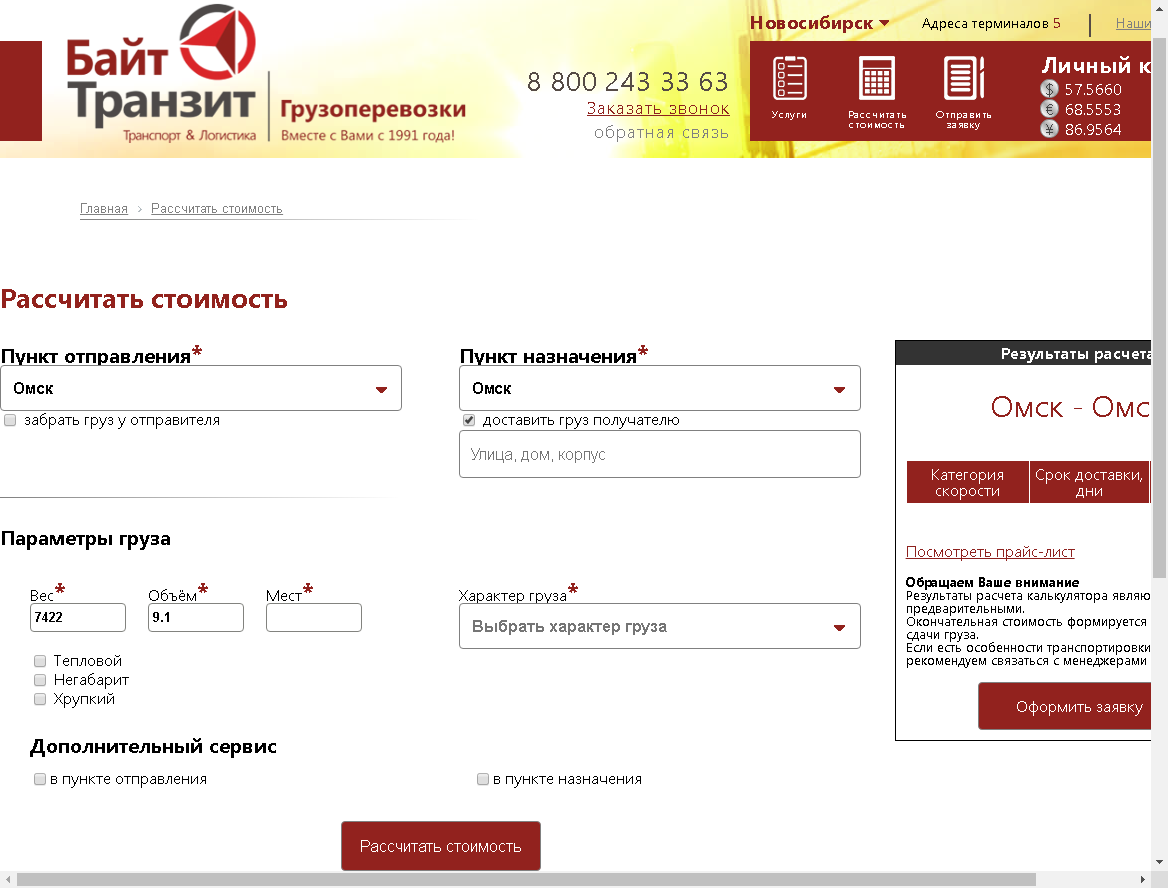 Байт
Транзит
Транспорт & Логистика
Грузоперевозки
Вместе с Вами с 1991 года!
8 800 243 33 63
Заказать звонок
обратная связь
Новосибирск
Адреса терминалов 5
Наши
Услуги
Рассчитать
стоимость
Отправить
заявку
Личный к
$ 57.5660
€ 68.5553
¥ 86.9564
Главная › Рассчитать стоимость
Рассчитать стоимость
Пункт отправления*
Омск
забрать груз у отправителя
Пункт назначения*
Омск
доставить груз получателю
Улица, дом, корпус
Параметры груза
Вес*
7422
Объём*
9.1
Мест*
Характер груза*
Выбрать характер груза
Тепловой
Негабарит
Хрупкий
Дополнительный сервис
в пункте отправления
в пункте назначения
Рассчитать стоимость
Результаты расчета
Омск - Омс
Категория
скорости
Срок доставки,
дни
Посмотреть прайс-лист
Обращаем Ваше внимание
Результаты расчета калькулятора являю
предварительными.
Окончательная стоимость формируется
сдачи груза.
Если есть особенности транспортировки
рекомендуем связаться с менеджерами
Оформить заявку